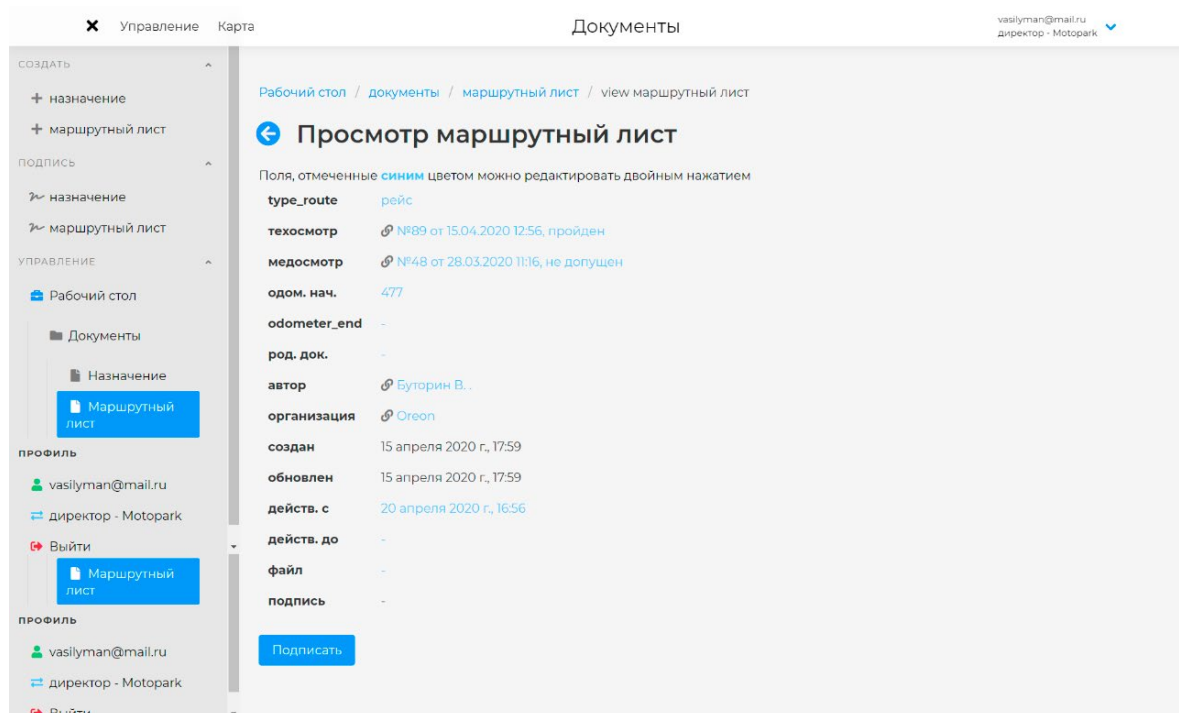 Управление Карта
Документы
vasilyman@mail.ru
директор - Motopark
СОЗДАТЬ
назначение
маршрутный лист
ПОДПИСЬ
назначение
маршрутный лист
УПРАВЛЕНИЕ
Рабочий стол
Документы
Назначение
Маршрутный
лист
ПРОФИЛЬ
vasilyman@mail.ru
директор - Motopark
Выйти
Маршрутный
лист
ПРОФИЛЬ
vasilyman@mail.ru
директор - Motopark
Выйти
Рабочий стол / документы / маршрутный лист / view маршрутный лист
Просмотр маршрутный лист
Поля, отмеченные синим цветом можно редактировать двойным нажатием
type_route рейс
техосмотр №89 от 15.04.2020 12:56, пройден
медосмотр №48 от 28.03.2020 11:16, не допущен
одом. нач. 477
odometer_end -
род. док. -
автор Буторин В. .
организация Oreon
создан 15 апреля 2020 г., 17:59
обновлен 15 апреля 2020 г., 17:59
действ. с 20 апреля 2020 г., 16:56
действ. до -
файл -
подпись -
Подписать